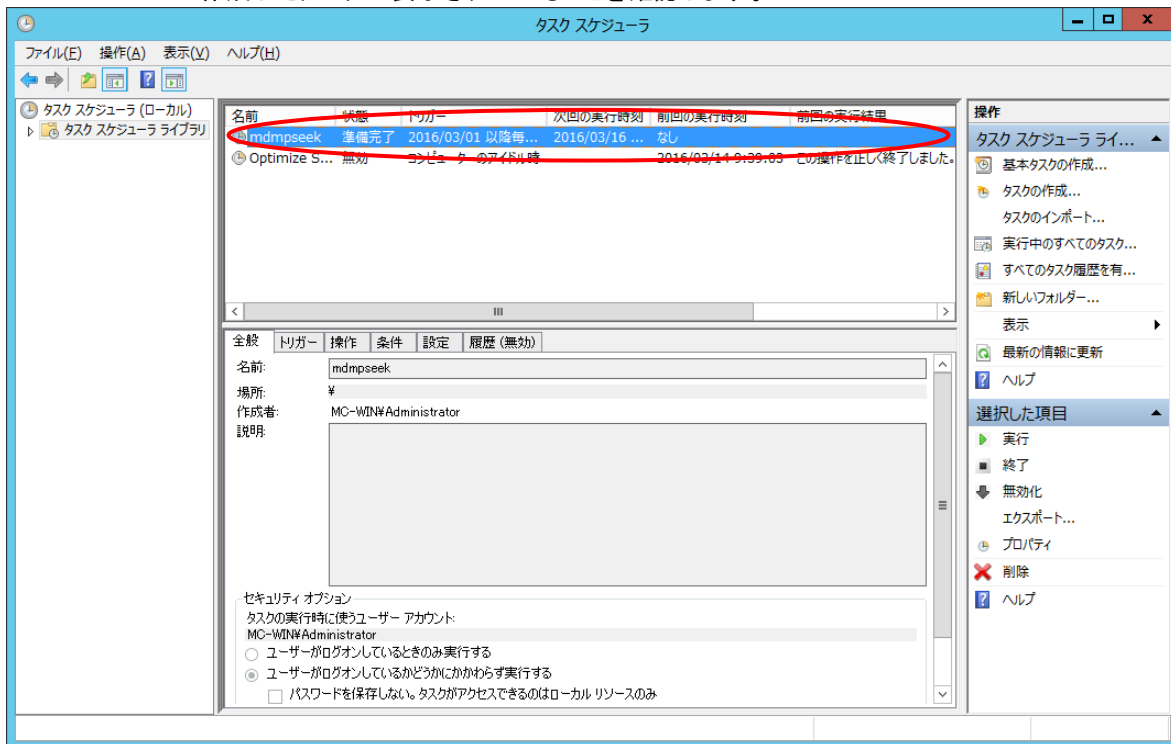 タスク スケジューラ
ファイル(F) 操作(A) 表示(V) ヘルプ(H)
タスク スケジューラ (ローカル)
タスク スケジューラ ライブラリ
名前 状態 トリガー 次回の実行時刻 前回の実行時刻 前回の実行結果
mdmpseek 準備完了 2016/03/01 以降毎... 2016/03/16 ... なし
Optimize S... 無効 コンピューターのアイドル時 2016/03/14 9:39:03 この操作を正しく終了しました。
全般 トリガー 操作 条件 設定 履歴 (無効)
名前: mdmpseek
場所: ¥
作成者: MC-WIN¥Administrator
説明:
セキュリティ オプション
タスクの実行時に使うユーザー アカウント:
MC-WIN¥Administrator
ユーザーがログオンしているときのみ実行する
ユーザーがログオンしているかどうかにかかわらず実行する
パスワードを保存しない。タスクがアクセスできるのはローカル リソースのみ
操作
タスク スケジューラ ライ...
基本タスクの作成...
タスクの作成...
タスクのインポート...
実行中のすべてのタスク...
すべてのタスク履歴を有...
新しいフォルダー...
表示
最新の情報に更新
ヘルプ
選択した項目
実行
終了
無効化
エクスポート...
プロパティ
削除
ヘルプ